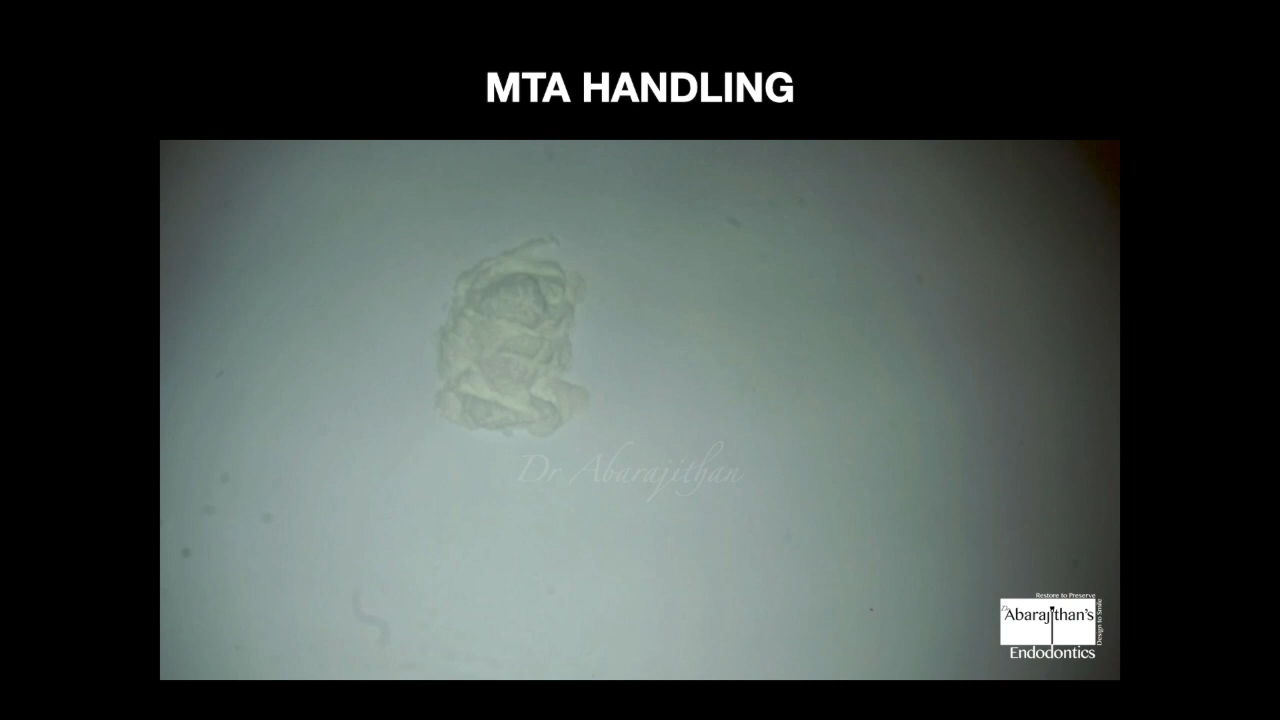 MTA HANDLING
Dr Abarajithan
Restore to Preserve
Dr
Abarajithan's
Design to Smile
Endodontics